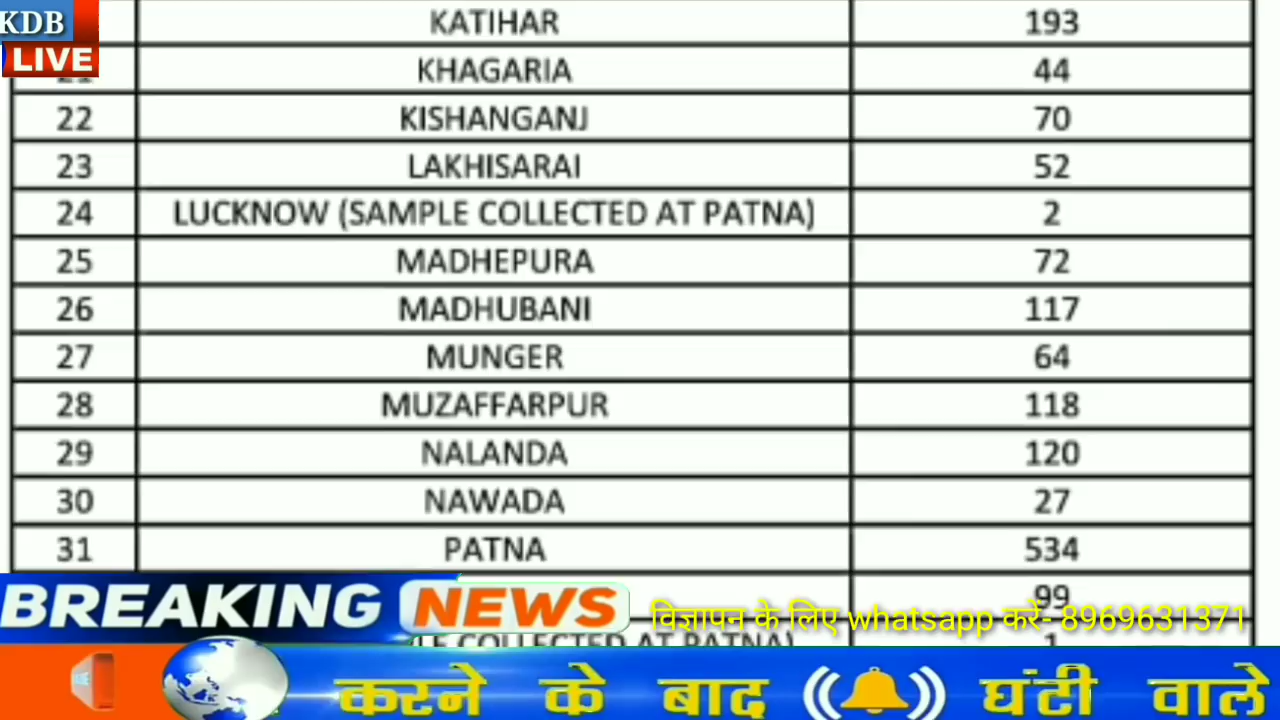 KDB
LIVE
KATIHAR 193
KHAGARIA 44
22 KISHANGANJ 70
23 LAKHISARAI 52
24 LUCKNOW (SAMPLE COLLECTED AT PATNA) 2
25 MADHEPURA 72
26 MADHUBANI 117
27 MUNGER 64
28 MUZAFFARPUR 118
29 NALANDA 120
30 NAWADA 27
31 PATNA 534
99
BREAKING NEWS
विज्ञापन के लिए whatsapp करें- 8969631371
COLLECTED AT PATNA) 1
करने के बाद घंटी वाले